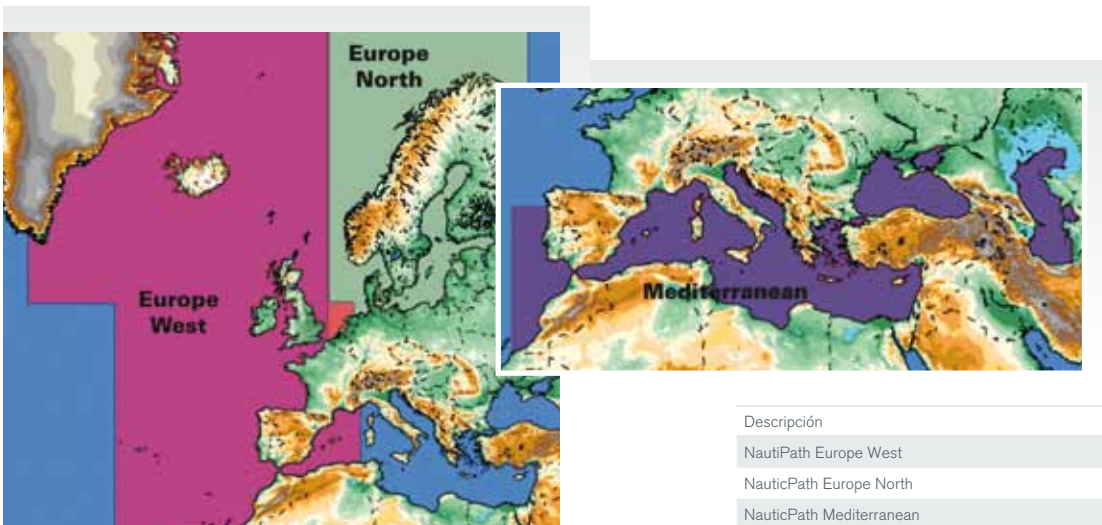 Europe
North
Europe
West
Mediterranean
Descripción
NautiPath Europe West
NauticPath Europe North
NauticPath Mediterranean